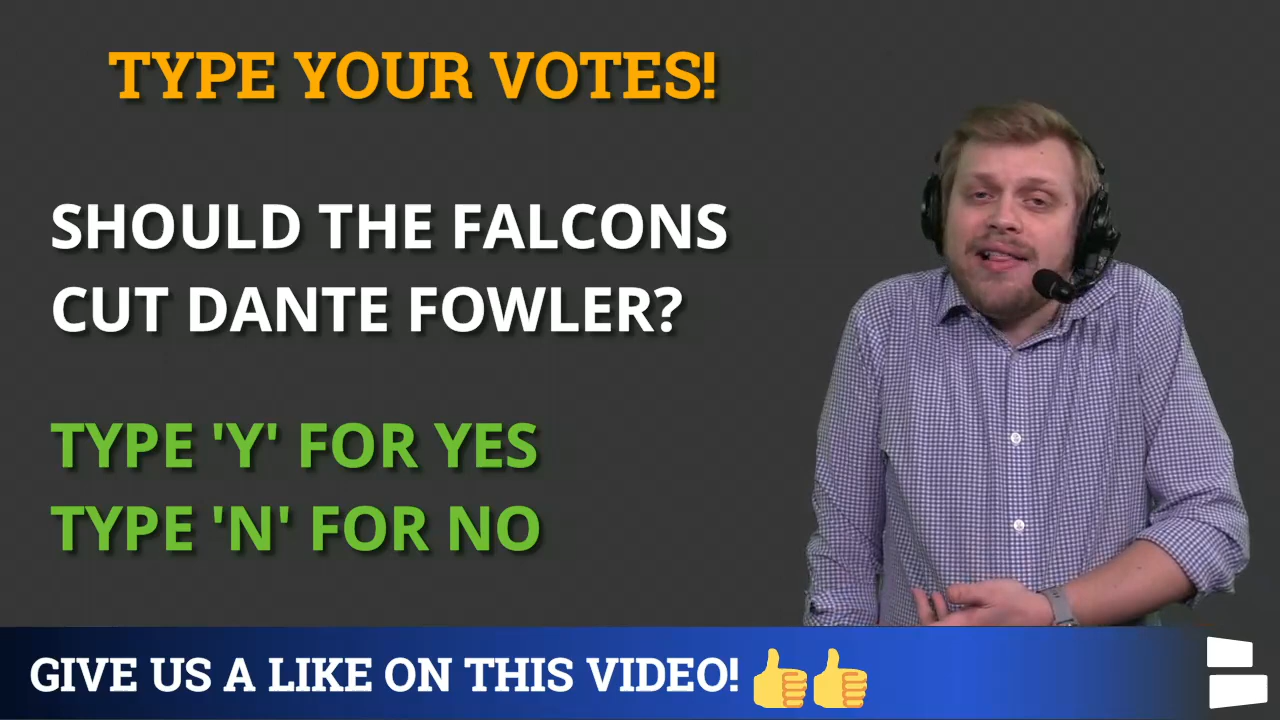 TYPE YOUR VOTES!
SHOULD THE FALCONS
CUT DANTE FOWLER?
TYPE 'Y' FOR YES
TYPE 'N' FOR NO
GIVE US A LIKE ON THIS VIDEO!